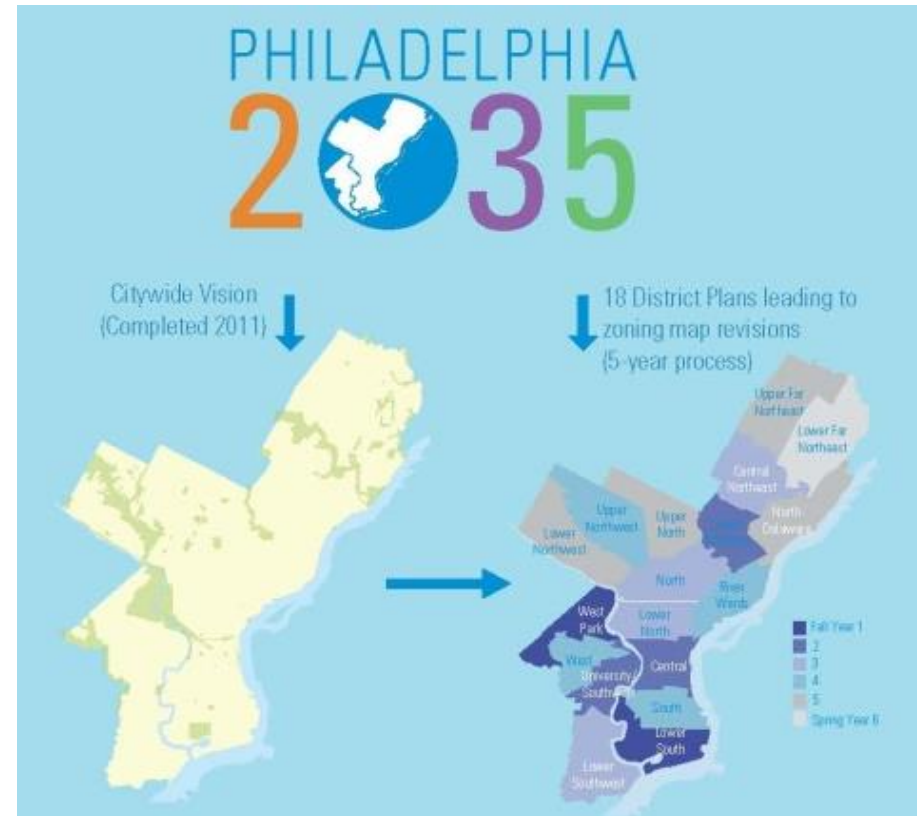 PHILADELPHIA
2035
Citywide Vision
(Completed 2011)
18 District Plans leading to
zoning map revisions
(5-year process)
Upper Far
Northeast
Lower Far
Northeast
Central
Northeast
North
Delaware
Upper
Northwest
Upper
North
Lower
Northwest
North
River
Wards
West
Park
Lower
North
West
Central
University/
Southwest
South
Lower
South
Lower
Southwest
Fall Year 1
2
3
4
5
Spring Year 6